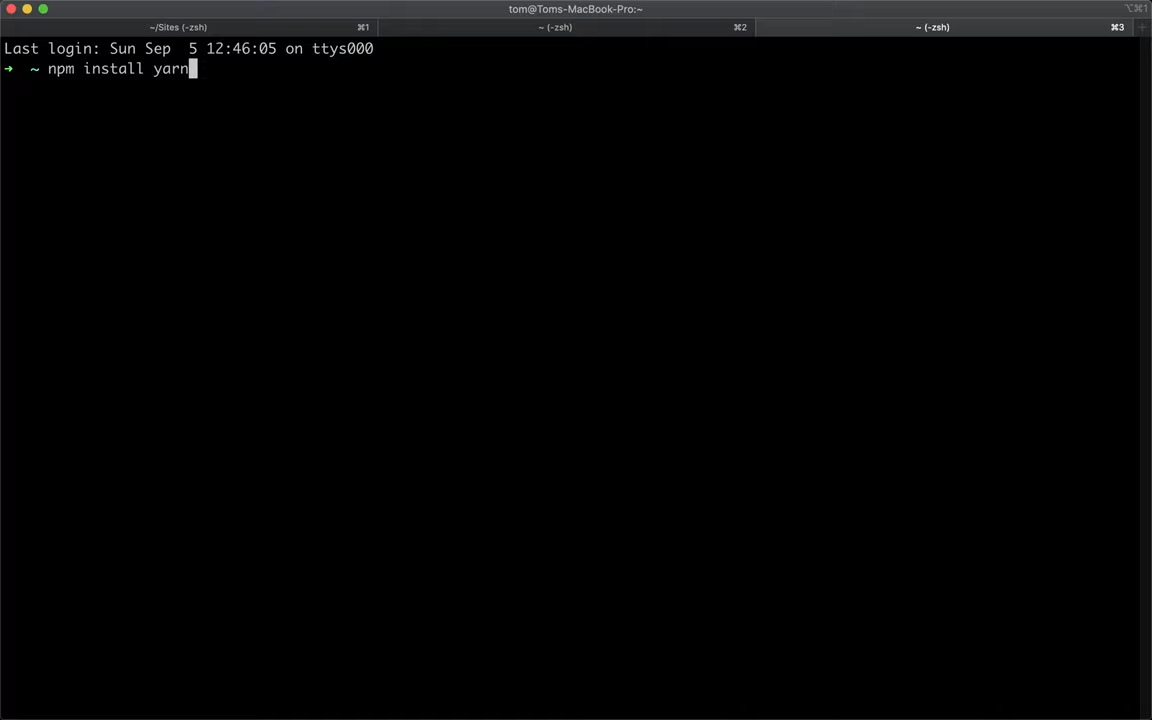 tom@Toms-MacBook-Pro:~
⌥⌘1
~/Sites (-zsh) ⌘1
~ (-zsh) ⌘2
~ (-zsh) ⌘3
+
Last login: Sun Sep  5 12:46:05 on ttys000
➜  ~ npm install yarn